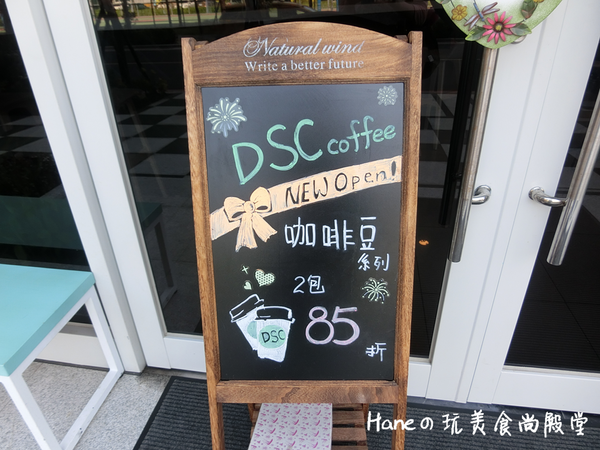 Natural wind
Write a better future
DSC coffee
NEW Open!
咖啡豆
系列
2包
85
折
DSC
Haneの玩美食尚殿堂